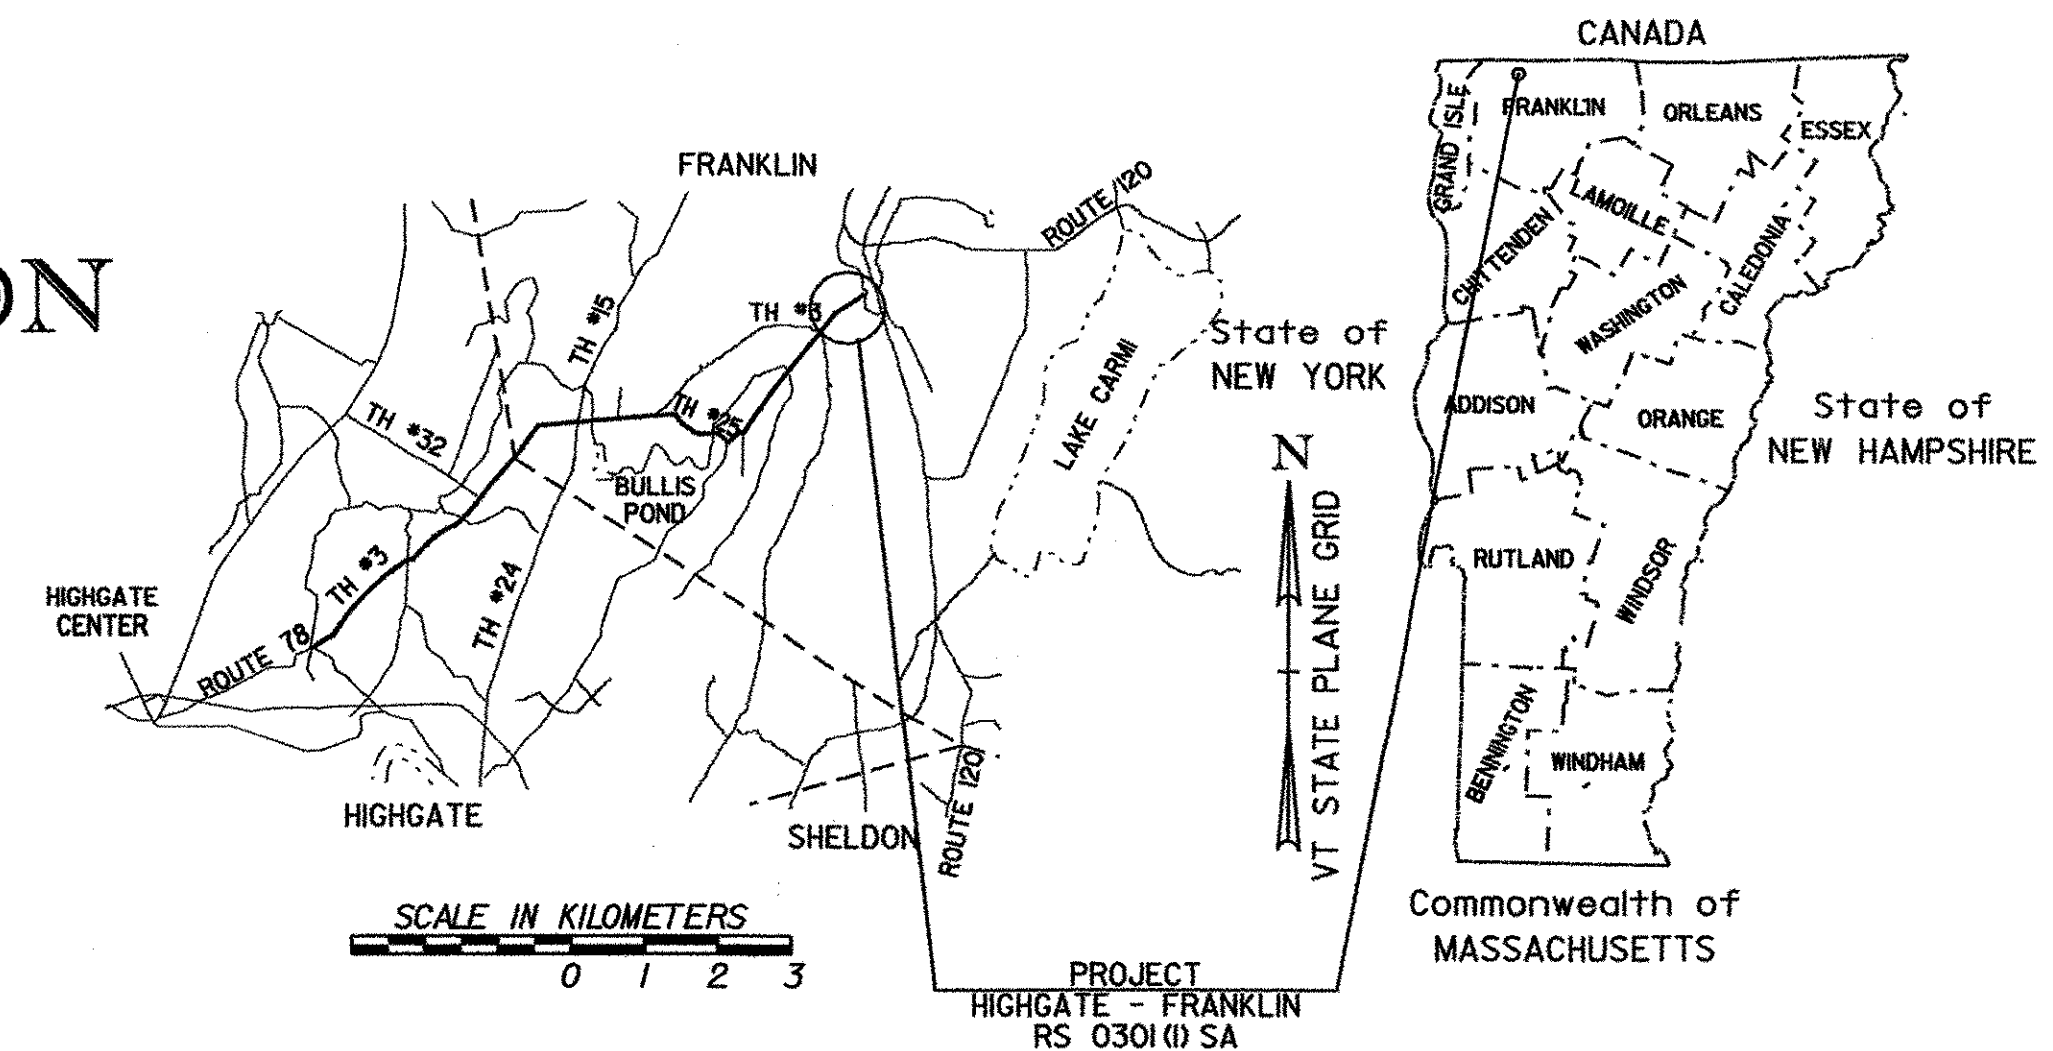 ON
FRANKLIN
ROUTE 120
TH #3
TH #15
TH #25
TH #32
LAKE CARMI
BULLIS
POND
TH #3
TH #24
HIGHGATE
CENTER
ROUTE 78
HIGHGATE
SHELDON
ROUTE 120
SCALE IN KILOMETERS
0 1 2 3
PROJECT
HIGHGATE - FRANKLIN
RS 0301 (1) SA
N
VT STATE PLANE GRID
CANADA
GRAND ISLE
FRANKLIN
ORLEANS
ESSEX
LAMOILLE
CHITTENDEN
CALEDONIA
WASHINGTON
State of
NEW YORK
ADDISON
ORANGE
State of
NEW HAMPSHIRE
RUTLAND
WINDSOR
BENNINGTON
WINDHAM
Commonwealth of
MASSACHUSETTS